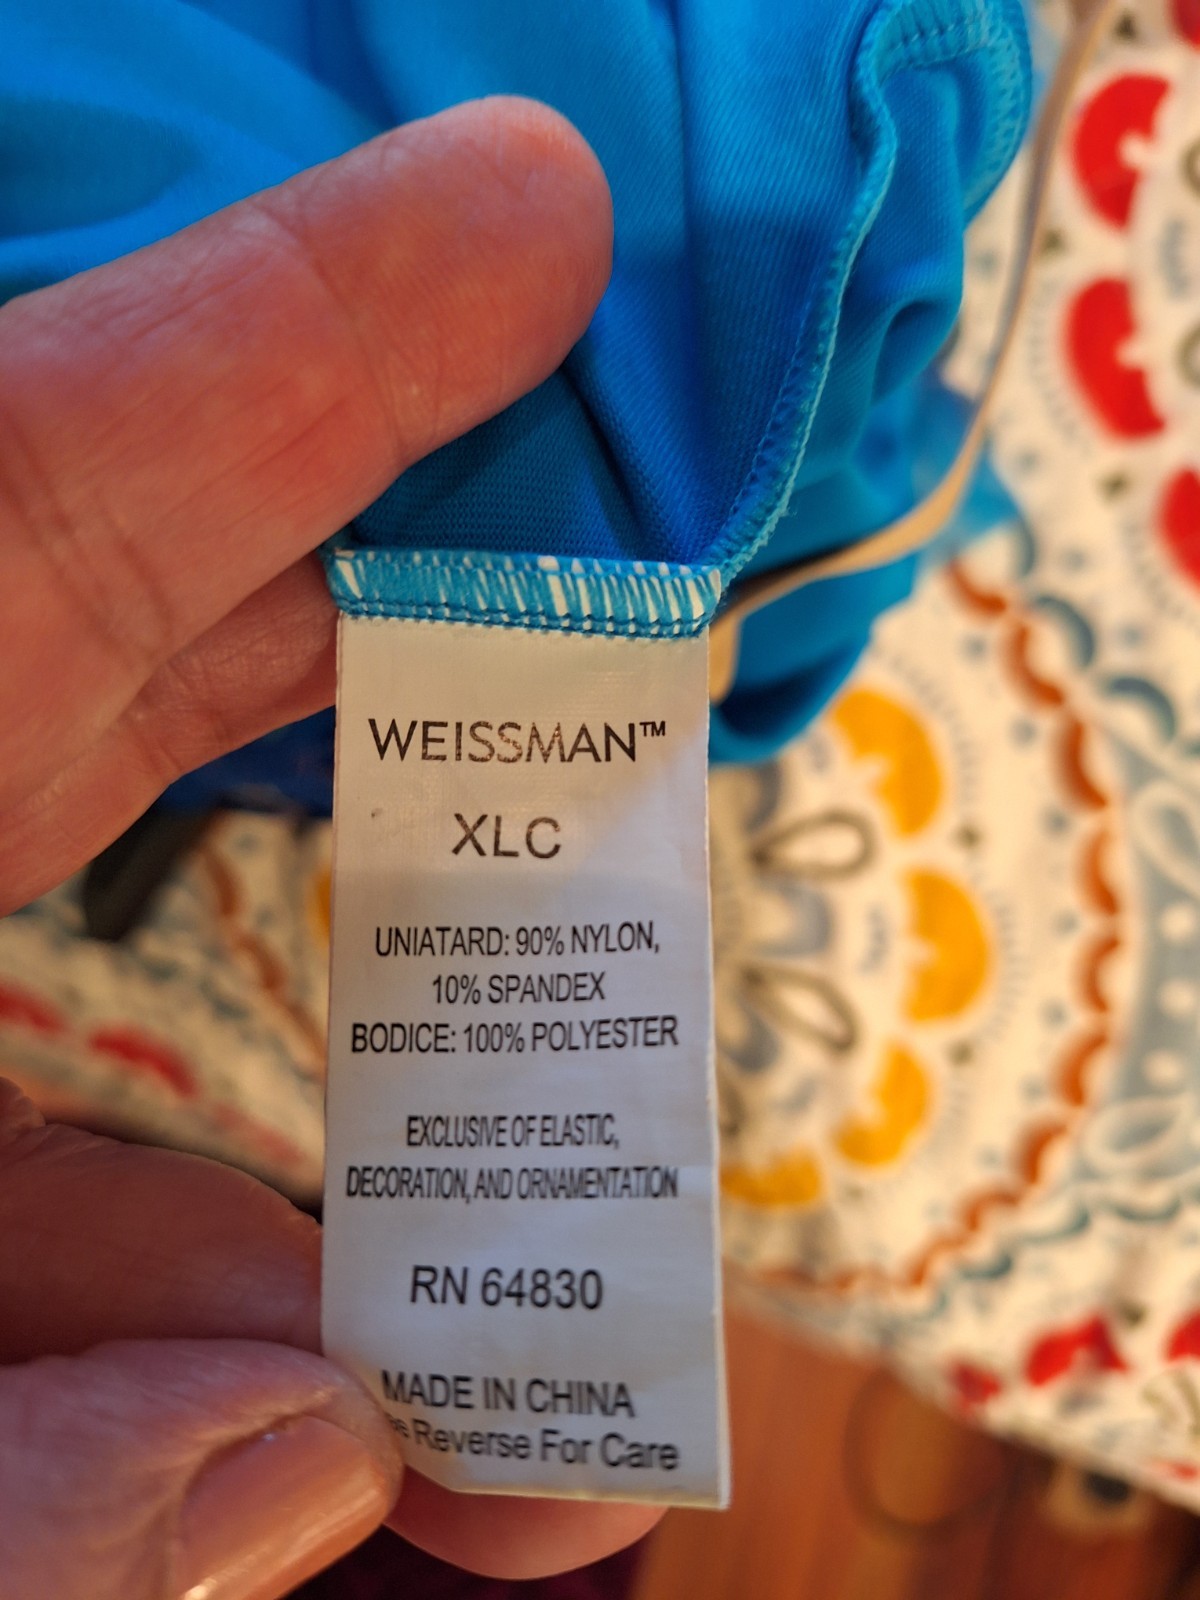 WEISSMAN™
XLC
UNIATARD: 90% NYLON,
10% SPANDEX
BODICE: 100% POLYESTER
EXCLUSIVE OF ELASTIC,
DECORATION, AND ORNAMENTATION
RN 64830
MADE IN CHINA
Reverse For Care